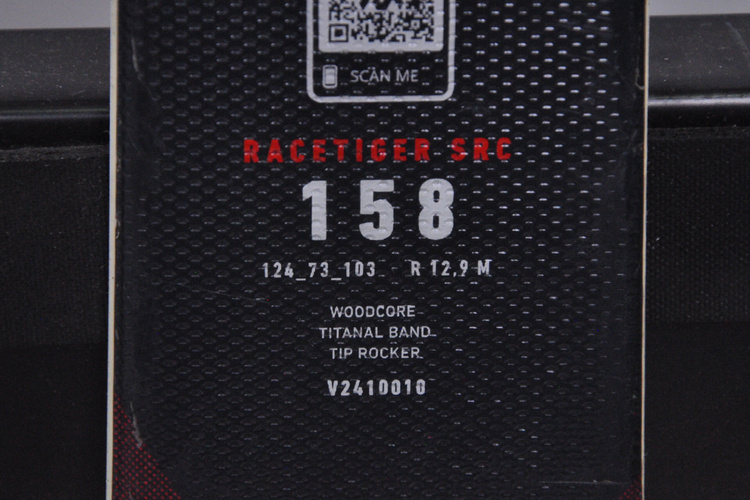 SCAN ME
RACETIGER SRC
158
124_73_103 R 12,9 M
WOODCORE
TITANAL BAND
TIP ROCKER
V2410010